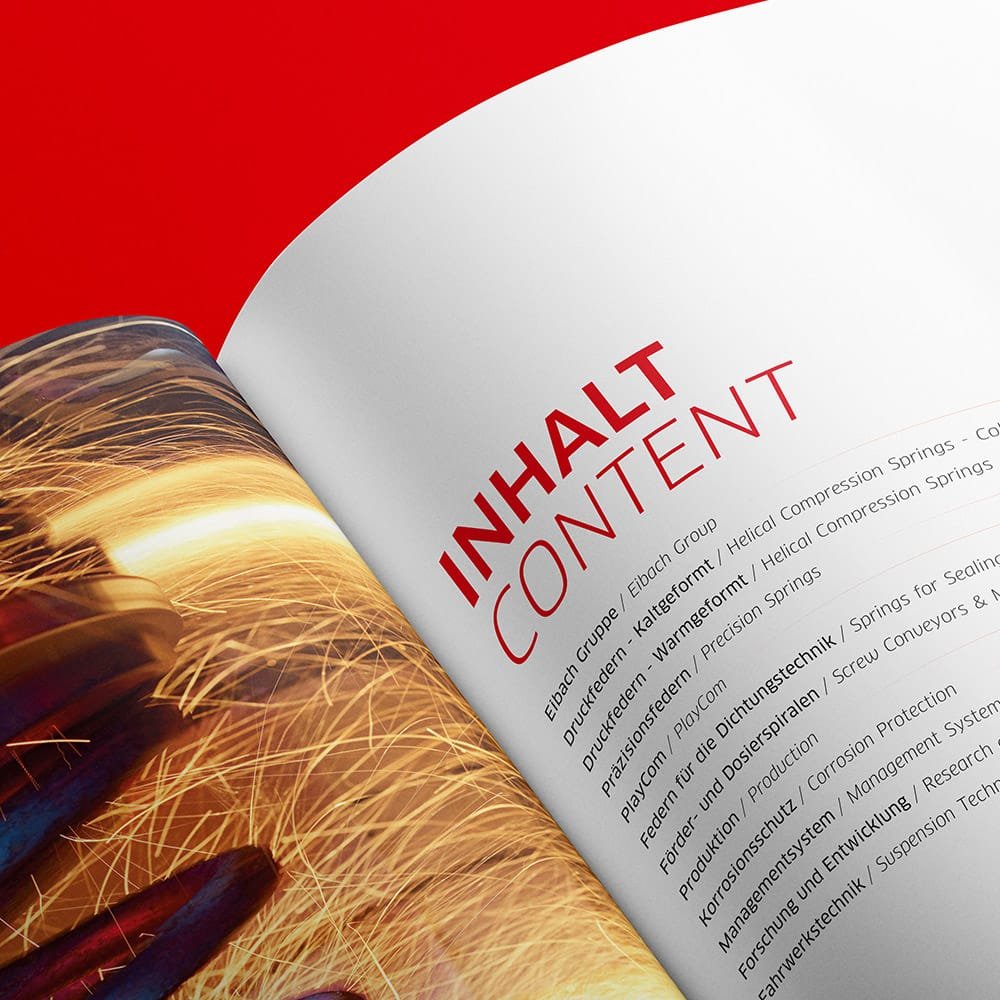 INHALT
CONTENT
Eibach Gruppe / Eibach Group
Druckfedern - Kaltgeformt / Helical Compression Springs -
Druckfedern - Warmgeformt / Helical Compression Springs
Präzisionsfedern / Precision Springs
PlayCom / PlayCom
Federn für die Dichtungstechnik / Springs for Sealing
Förder- und Dosierspiralen / Screw Conveyors &
Produktion / Production
Korrosionsschutz / Corrosion Protection
Managementsystem / Management System
Forschung und Entwicklung / Research
Fahrwerkstechnik / Suspension